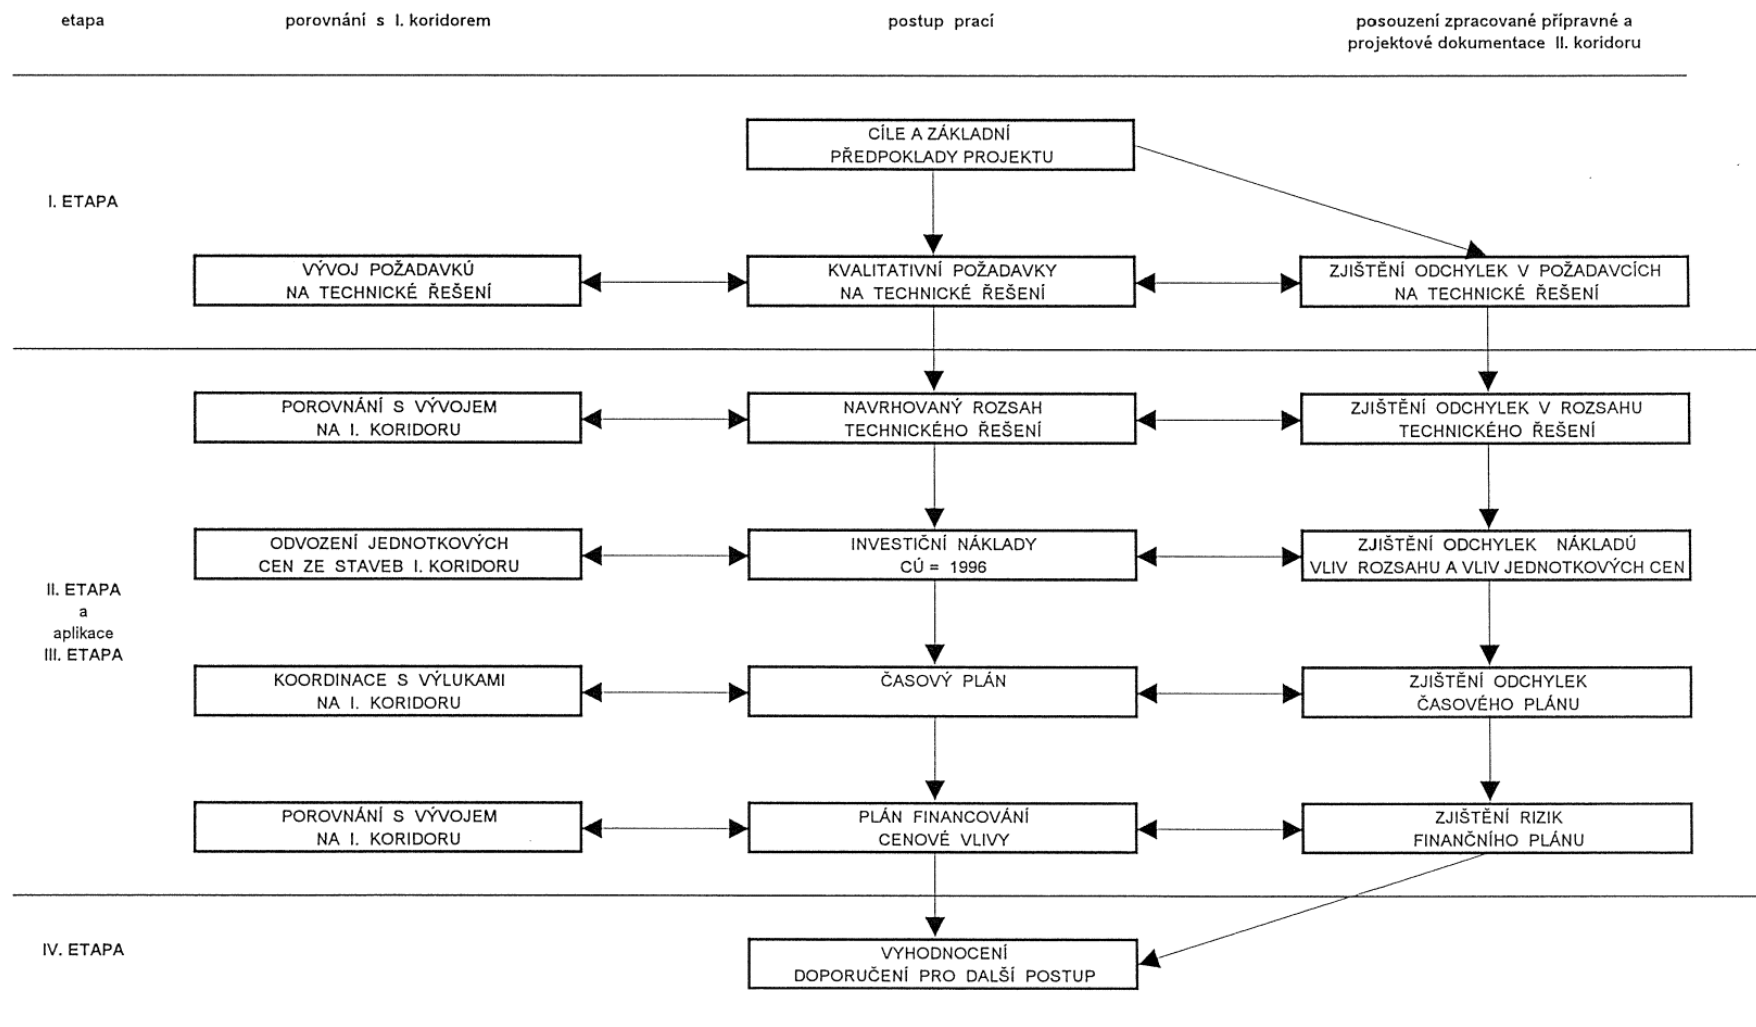 etapa
porovnání s I. koridorem
postup prací
posouzení zpracované přípravné a
projektové dokumentace II. koridoru
I. ETAPA
CÍLE A ZÁKLADNÍ
PŘEDPOKLADY PROJEKTU
VÝVOJ POŽADAVKŮ
NA TECHNICKÉ ŘEŠENÍ
KVALITATIVNÍ POŽADAVKY
NA TECHNICKÉ ŘEŠENÍ
ZJIŠTĚNÍ ODCHYLEK V POŽADAVCÍCH
NA TECHNICKÉ ŘEŠENÍ
II. ETAPA
a
aplikace
III. ETAPA
POROVNÁNÍ S VÝVOJEM
NA I. KORIDORU
NAVRHOVANÝ ROZSAH
TECHNICKÉHO ŘEŠENÍ
ZJIŠTĚNÍ ODCHYLEK V ROZSAHU
TECHNICKÉHO ŘEŠENÍ
ODVOZENÍ JEDNOTKOVÝCH
CEN ZE STAVEB I. KORIDORU
INVESTIČNÍ NÁKLADY
CÚ = 1996
ZJIŠTĚNÍ ODCHYLEK NÁKLADŮ
VLIV ROZSAHU A VLIV JEDNOTKOVÝCH CEN
KOORDINACE S VÝLUKAMI
NA I. KORIDORU
ČASOVÝ PLÁN
ZJIŠTĚNÍ ODCHYLEK
ČASOVÉHO PLÁNU
POROVNÁNÍ S VÝVOJEM
NA I. KORIDORU
PLÁN FINANCOVÁNÍ
CENOVÉ VLIVY
ZJIŠTĚNÍ RIZIK
FINANČNÍHO PLÁNU
IV. ETAPA
VYHODNOCENÍ
DOPORUČENÍ PRO DALŠÍ POSTUP